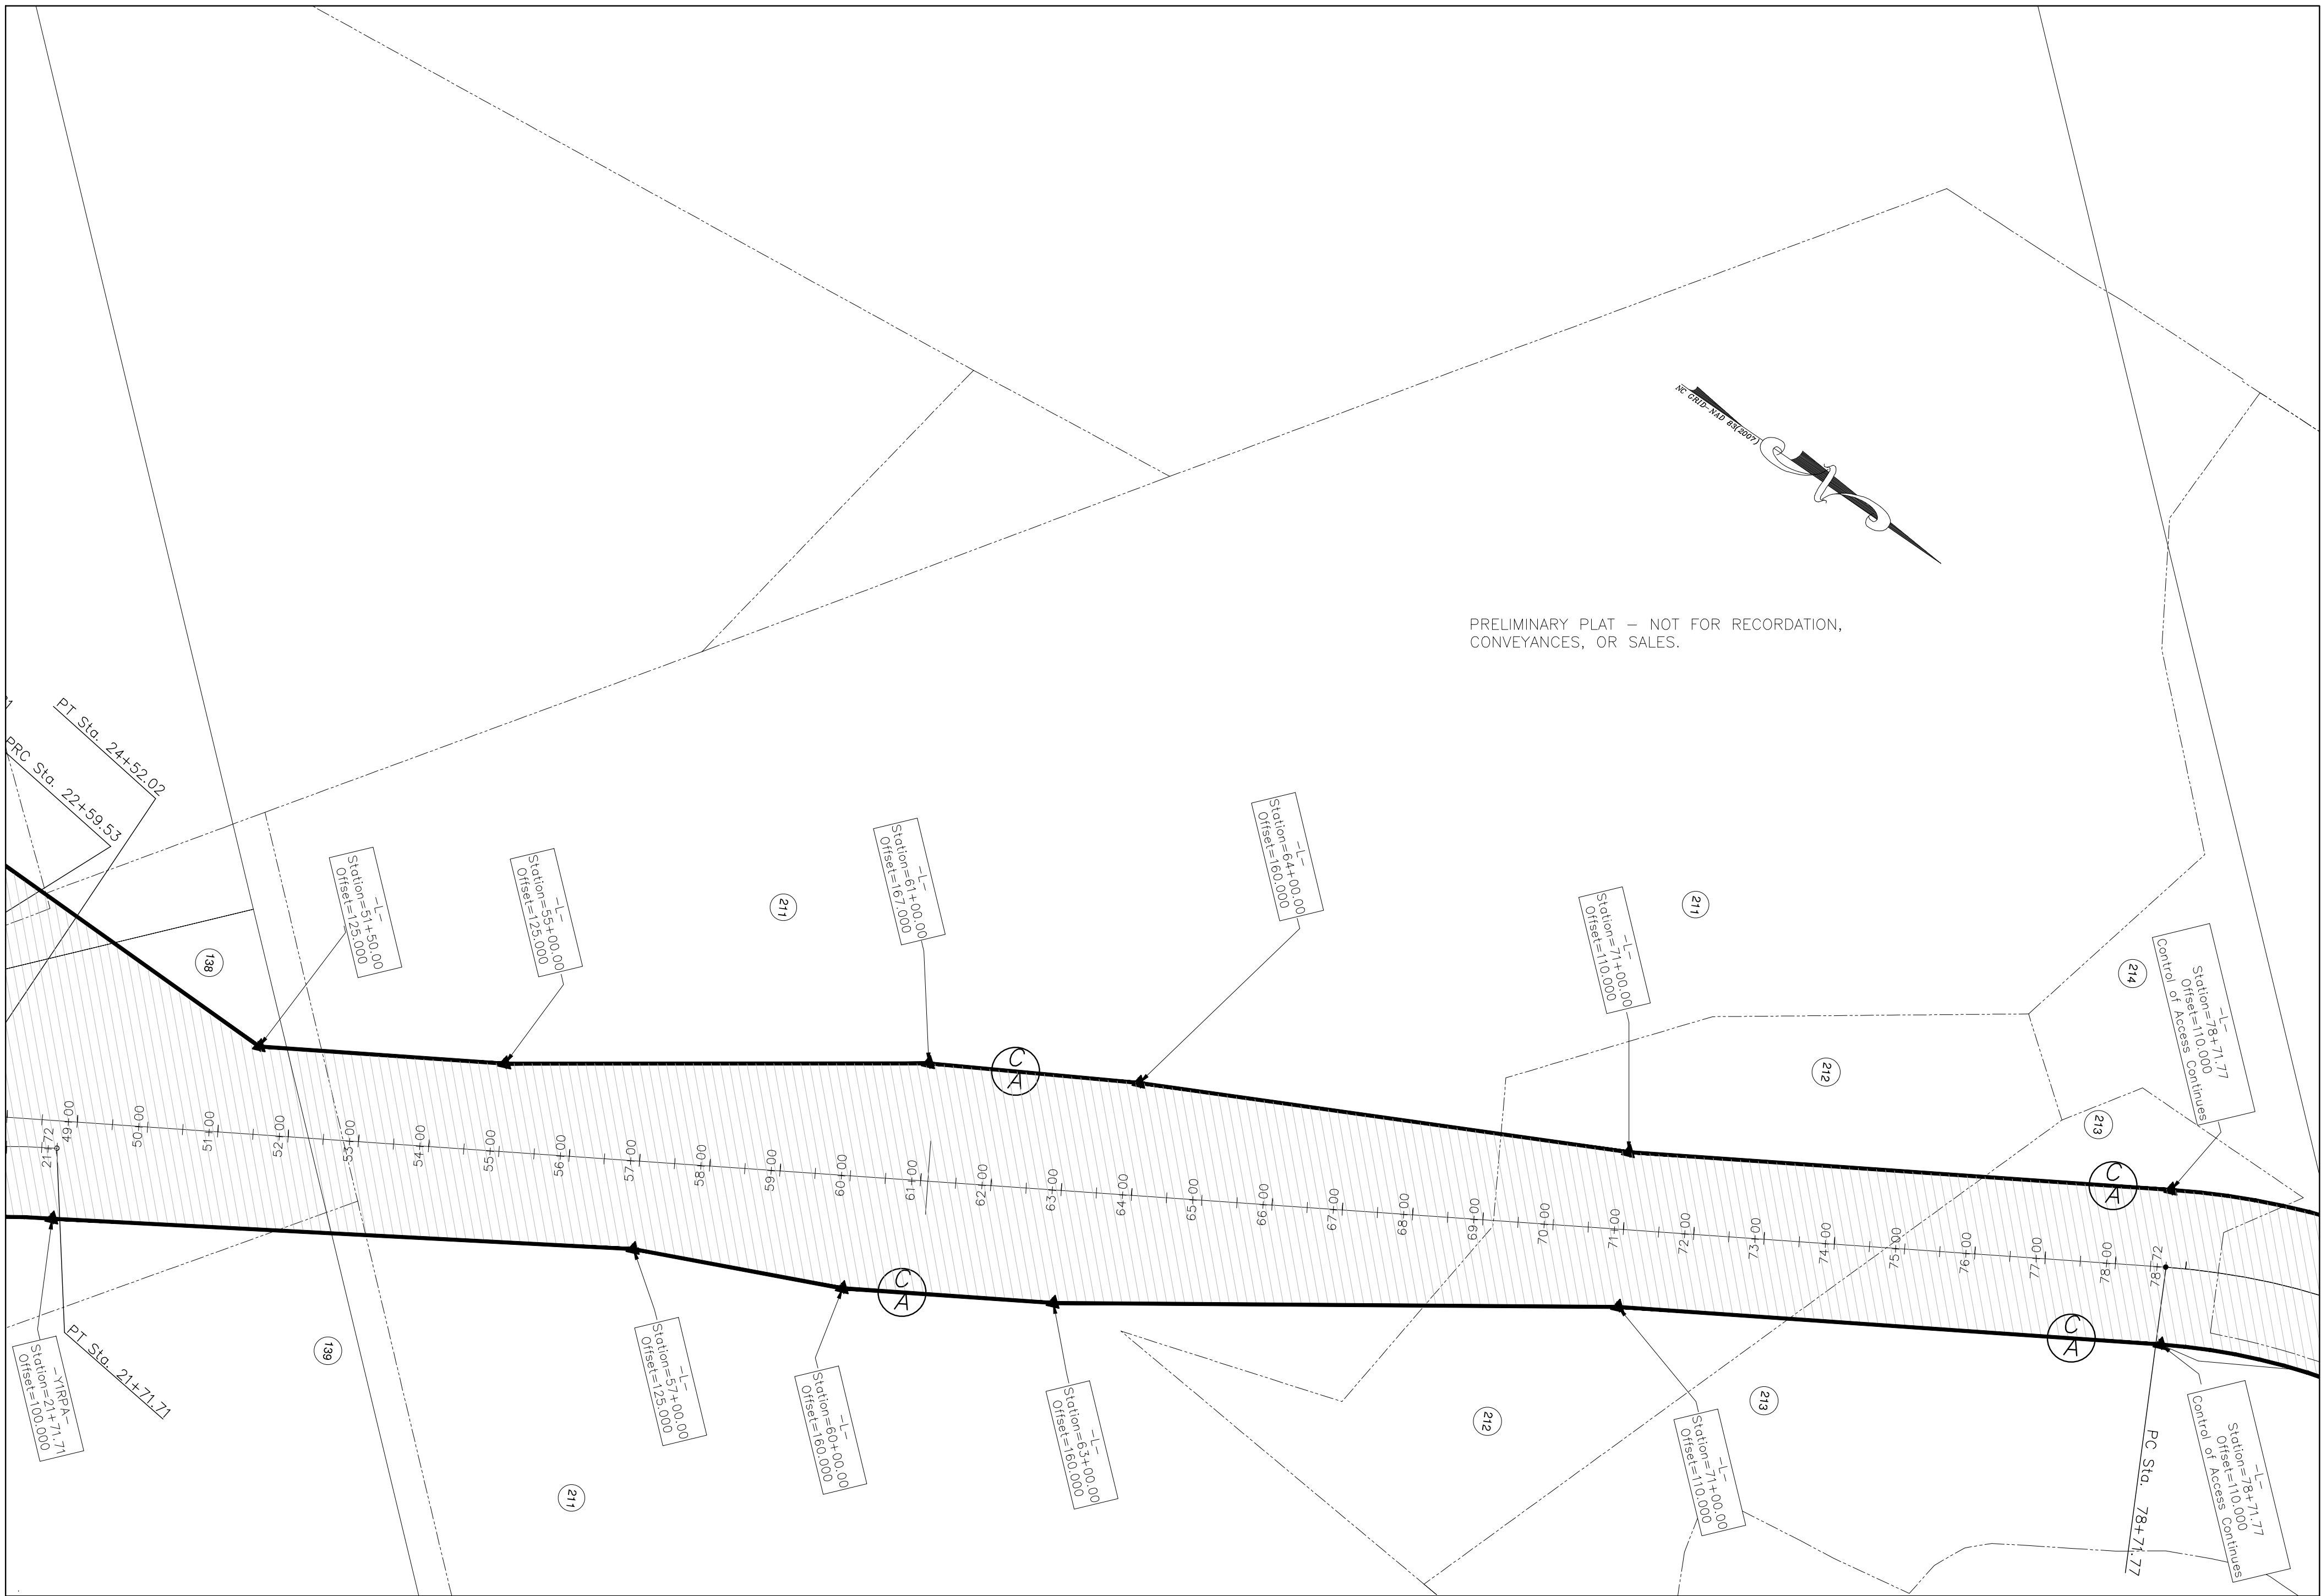 NC GRID-NAD 83(2007)
PRELIMINARY PLAT – NOT FOR RECORDATION,
CONVEYANCES, OR SALES.
PT Sta. 24+52.02
PRC Sta. 22+59.53
138
-L-
Station=51+50.00
Offset=125.000
-L-
Station=55+00.00
Offset=125.000
211
-L-
Station=61+00.00
Offset=167.000
-L-
Station=64+00.00
Offset=160.000
-L-
Station=71+00.00
Offset=110.000
211
214
-L-
Station=78+71.77
Offset=110.000
Control of Access Continues
C
A
212
213
C
A
21+72
49+00
50+00
51+00
52+00
53+00
54+00
55+00
56+00
57+00
58+00
59+00
60+00
61+00
62+00
63+00
64+00
65+00
66+00
67+00
68+00
69+00
70+00
71+00
72+00
73+00
74+00
75+00
76+00
77+00
78+00
78+72
C
A
C
A
-Y1RPA-
Station=21+71.71
Offset=100.000
PT Sta. 21+71.71
139
211
-L-
Station=57+00.00
Offset=125.000
-L-
Station=60+00.00
Offset=160.000
-L-
Station=63+00.00
Offset=160.000
212
-L-
Station=71+00.00
Offset=110.000
213
PC Sta. 78+71.77
-L-
Station=78+71.77
Offset=110.000
Control of Access Continues